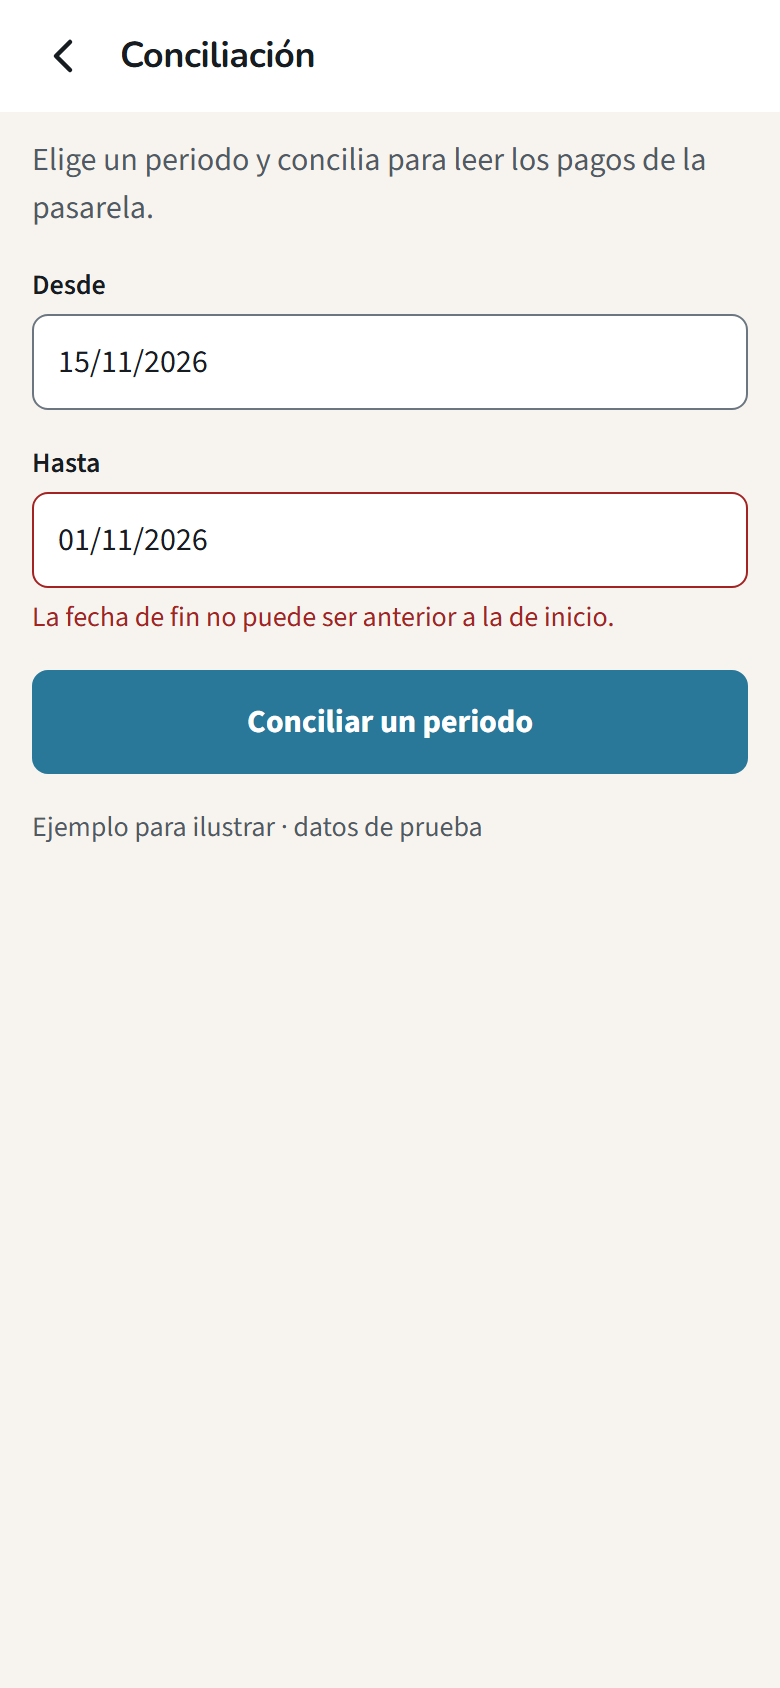 Conciliación
Elige un periodo y concilia para leer los pagos de la
pasarela.
Desde
15/11/2026
Hasta
01/11/2026
La fecha de fin no puede ser anterior a la de inicio.
Conciliar un periodo
Ejemplo para ilustrar · datos de prueba